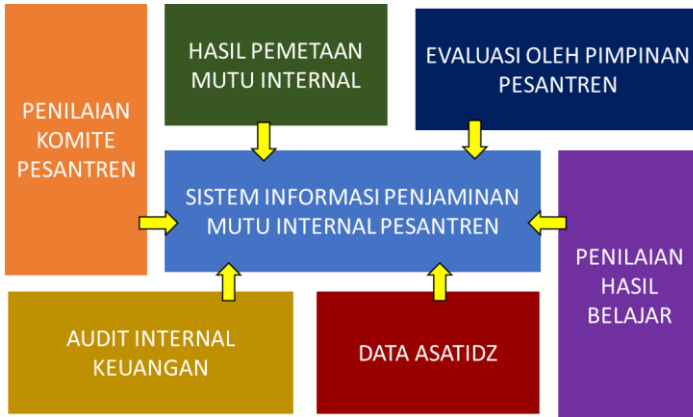 HASIL PEMETAAN
MUTU INTERNAL
EVALUASI OLEH PIMPINAN
PESANTREN
PENILAIAN
KOMITE
PESANTREN
SISTEM INFORMASI PENJAMINAN
MUTU INTERNAL PESANTREN
PENILAIAN
HASIL
BELAJAR
AUDIT INTERNAL
KEUANGAN
DATA ASATIDZ